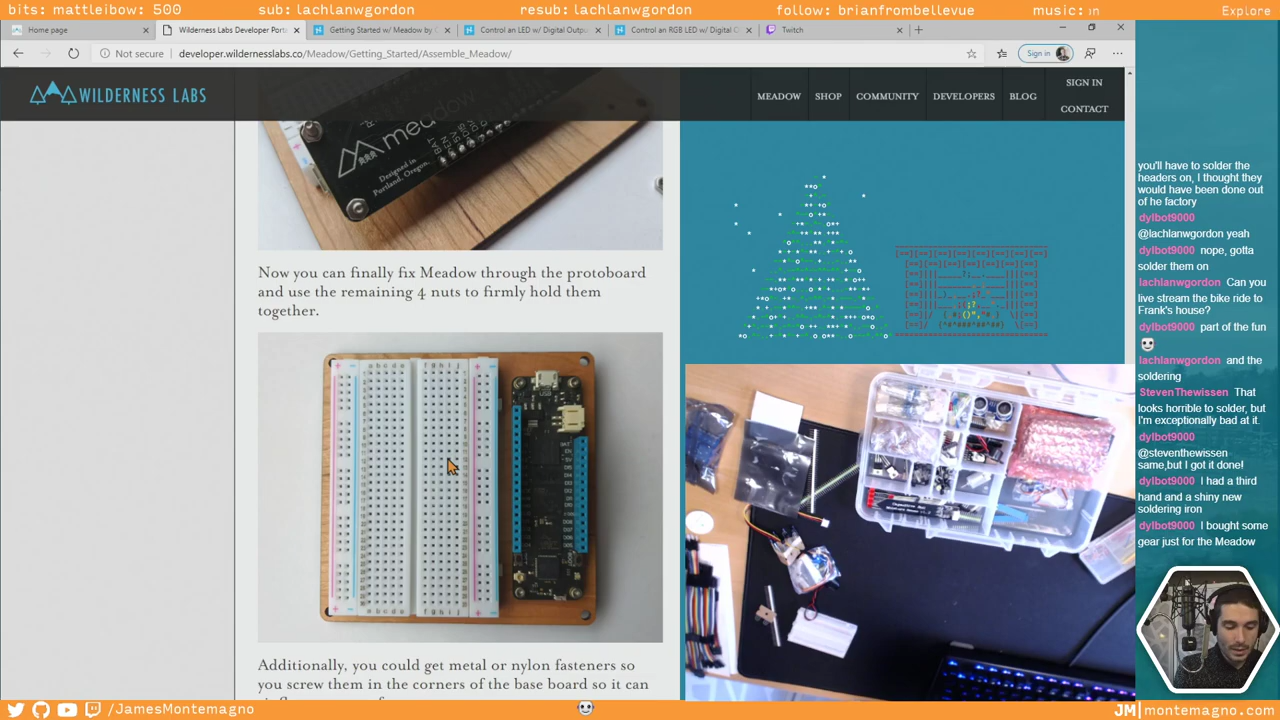 bits: mattleibow: 500
sub: lachlanwgordon
resub: lachlanwgordon
follow: brianfrombellevue
music:
Explore
Home page
Wilderness Labs Developer Port
Getting Started w/ Meadow by
Control an LED w/ Digital Outpu
Control an RGB LED w/ Digital O
Twitch
Not secure
developer.wildernesslabs.co/Meadow/Getting_Started/Assemble_Meadow/
Sign in
WILDERNESS LABS
MEADOW
SHOP
COMMUNITY
DEVELOPERS
BLOG
SIGN IN
CONTACT
meadow
Designed in
Portland, Oregon,
Now you can finally fix Meadow through the protoboard
and use the remaining 4 nuts to firmly hold them
together.
Additionally, you could get metal or nylon fasteners so
you screw them in the corners of the base board so it can
you'll have to solder the
headers on, I thought they
would have been done out
of he factory
dylbot9000
@lachlanwgordon yeah
dylbot9000 nope, gotta
solder them on
lachlanwgordon Can you
live stream the bike ride to
Frank's house?
dylbot9000 part of the fun
lachlanwgordon and the
soldering
StevenThewissen That
looks horrible to solder, but
I'm exceptionally bad at it.
dylbot9000
@steventhewissen
same,but I got it done!
dylbot9000 I had a third
hand and a shiny new
soldering iron
dylbot9000 I bought some
gear just for the Meadow
/JamesMontemagno
JM
montemagno.com